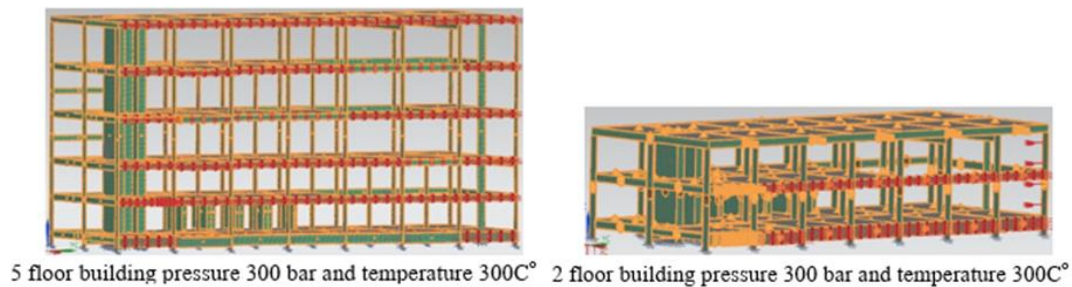 5 floor building pressure 300 bar and temperature 300C°
2 floor building pressure 300 bar and temperature 300C°